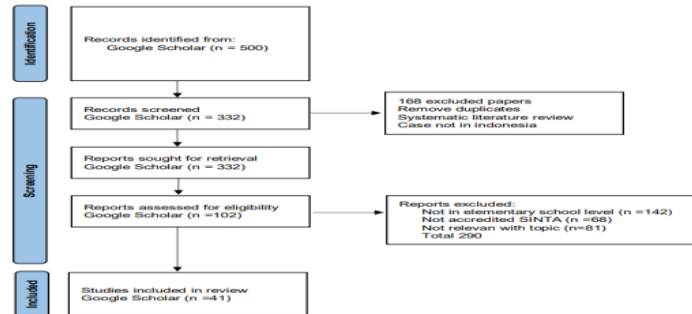 Identification
Records identified from:
Google Scholar (n = 500)
Screening
Records screened
Google Scholar (n = 332)
168 excluded papers
Remove duplicates
Systematic literature review
Case not in indonesia
Reports sought for retrieval
Google Scholar (n = 332)
Reports assessed for eligibility
Google Scholar (n =102)
Reports excluded:
Not in elementary school level (n =142)
Not accredited SINTA (n =68)
Not relevan with topic (n=81)
Total 290
Included
Studies included in review
Google Scholar (n =41)